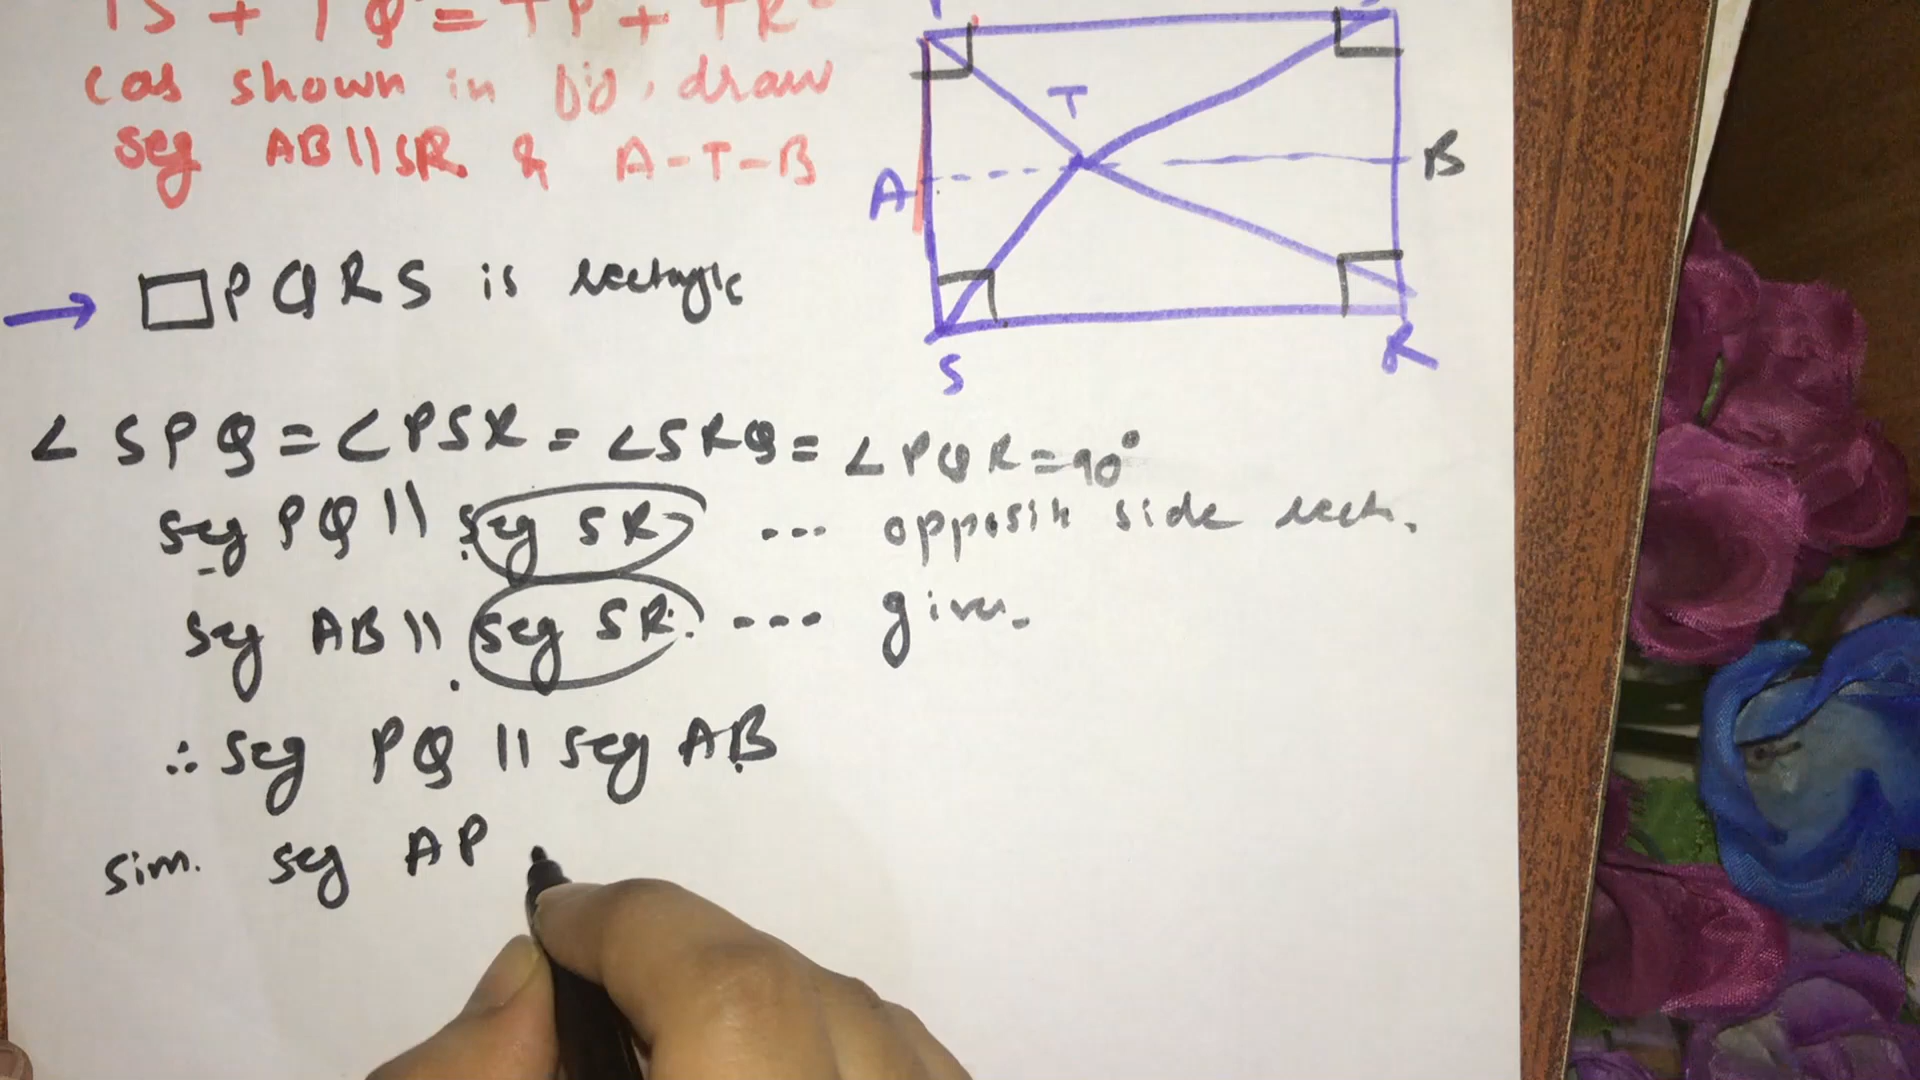 TS + TQ = TP + TR
(as shown in fig. draw
seg AB || SR & A-T-B
T
A
B
S
R
→ □PQRS is rectagle
∠SPQ = ∠PSR = ∠SRQ = ∠PQR = 90°
seg PQ || seg SR ... opposite side rect.
seg AB || seg SR. ... given.
∴ seg PQ || seg AB
Sim. seg AP